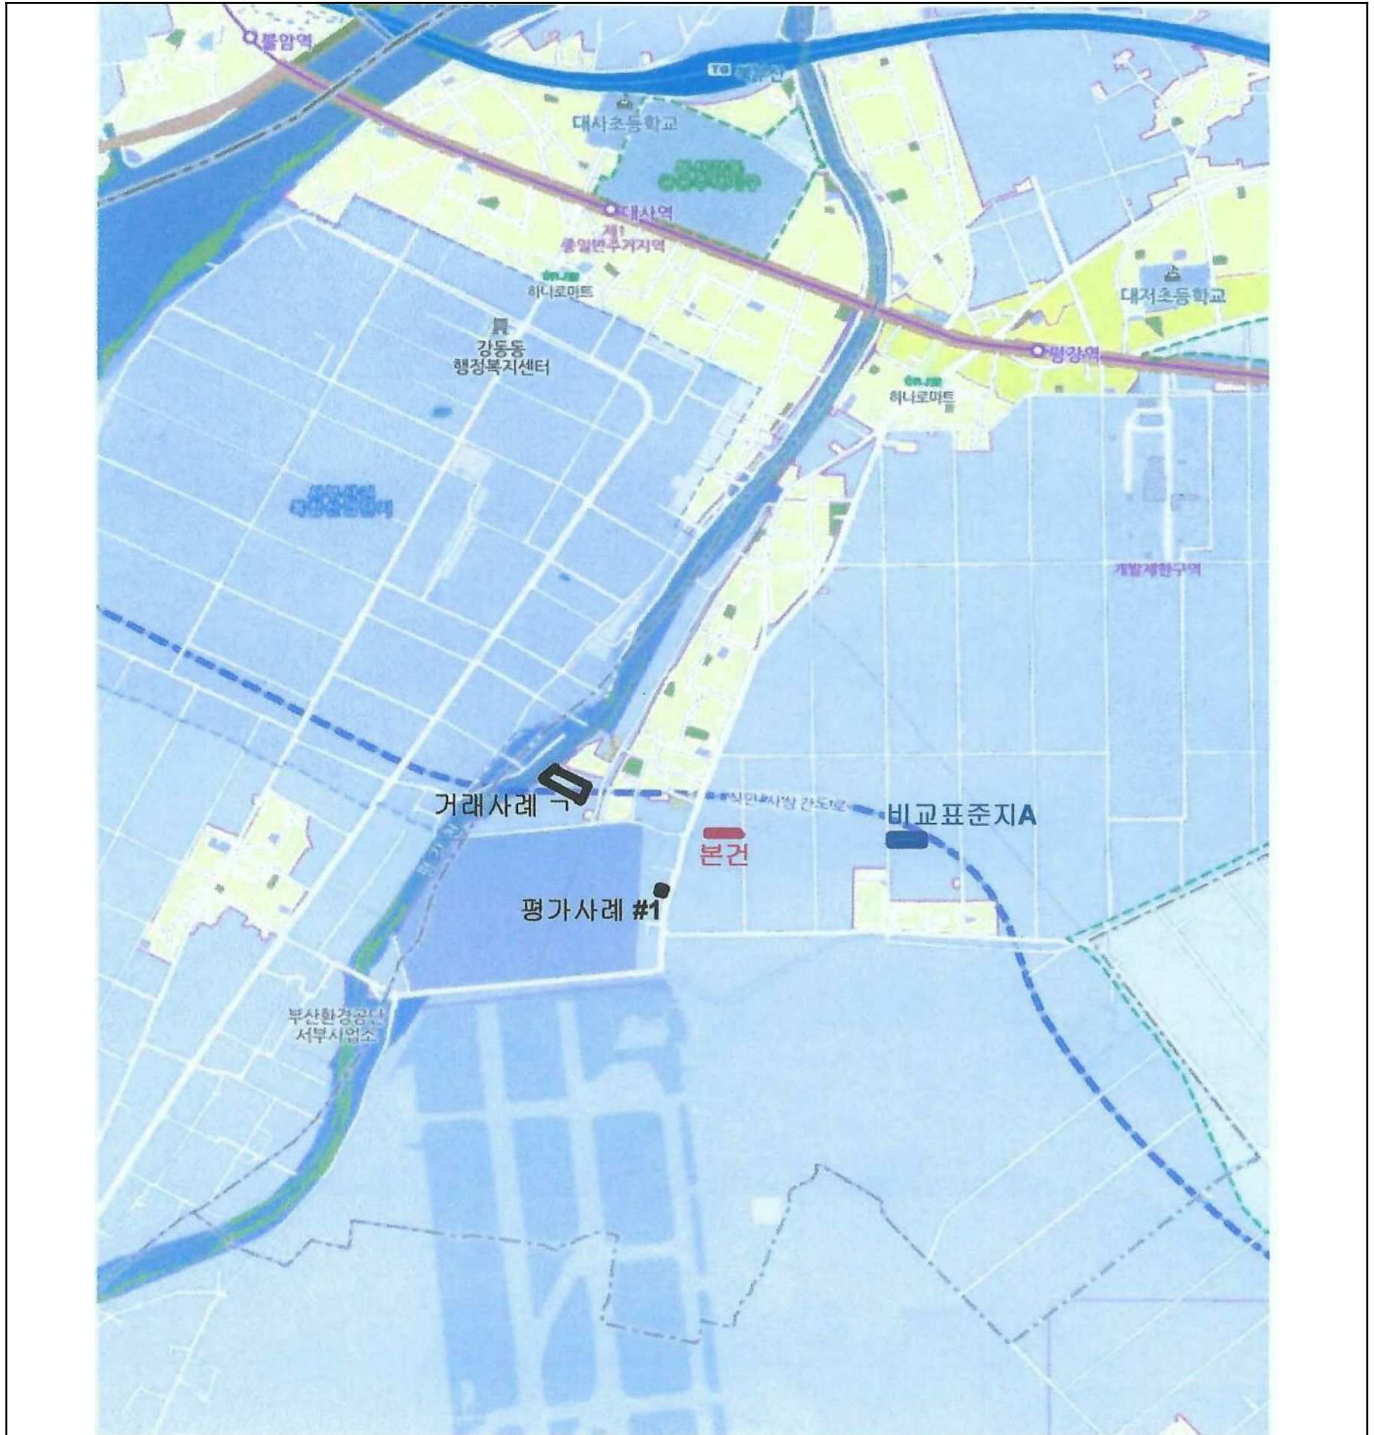 불암역
대사초등학교
대사역
제1
종일반주거지역
하나로마트
강동동
행정복지센터
대저초등학교
평강역
하나로마트
개발제한구역
거래사례 ㄱ
비교표준지A
본건
평가사례 #1
부산환경공단
서부사업소